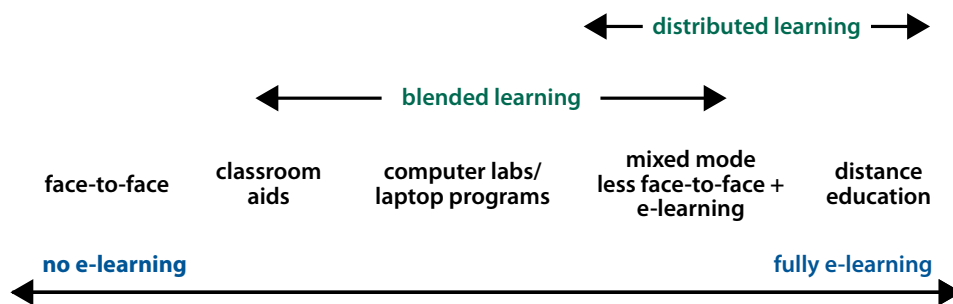 distributed learning
blended learning
face-to-face
classroom
aids
computer labs/
laptop programs
mixed mode
less face-to-face +
e-learning
distance
education
no e-learning
fully e-learning